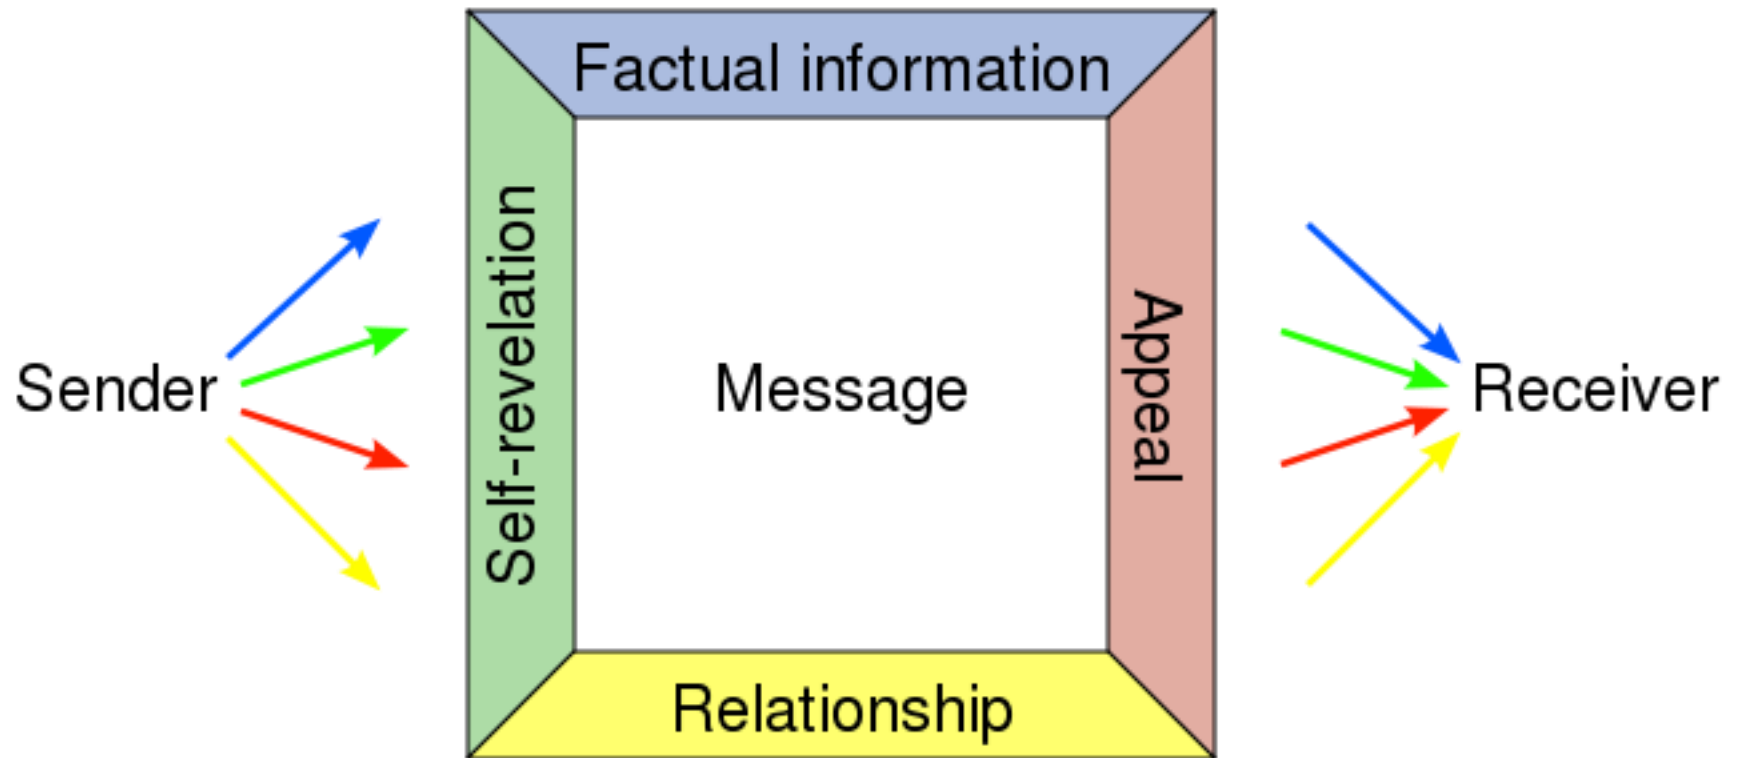 Factual information
Self-revelation
Sender
Message
Appeal
Receiver
Relationship